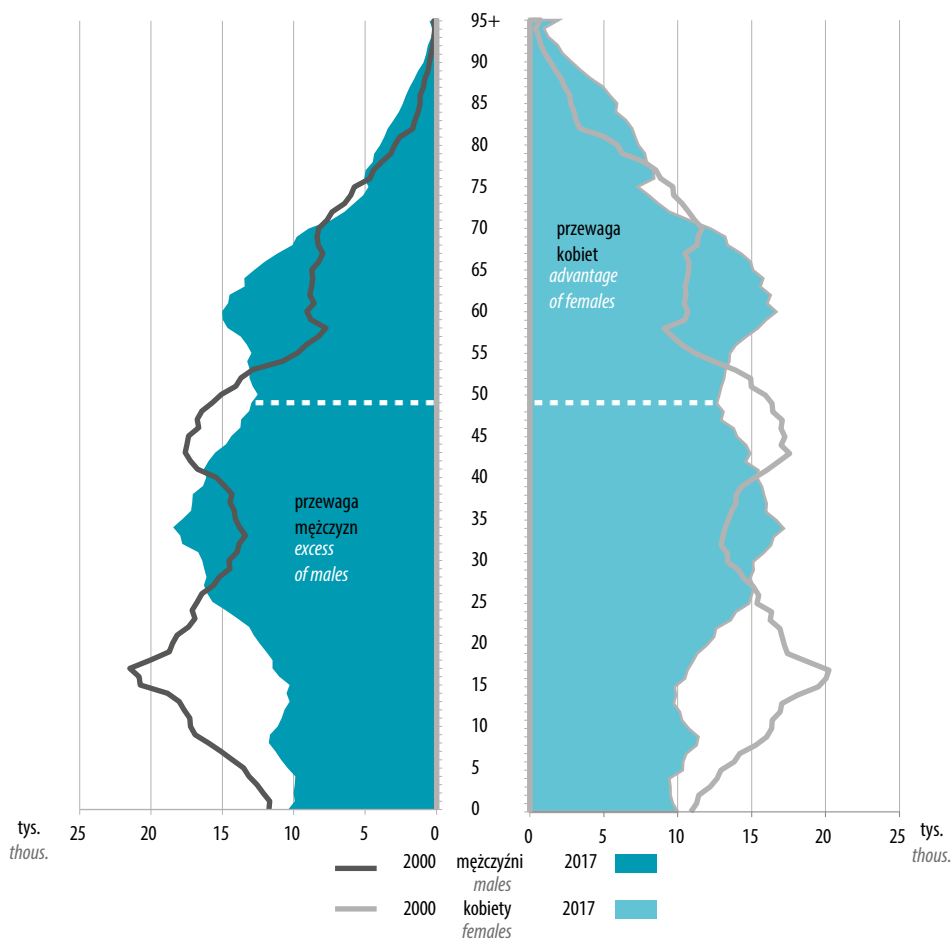 95+
90
85
80
75
70
65
60
55
50
45
40
35
30
25
20
15
10
5
0
przewaga
kobiet
advantage
of females
przewaga
mężczyzn
excess
of males
tys.
thous.
25 20 15 10 5 0
0 5 10 15 20 25
tys.
thous.
2000 mężczyźni 2017
males
2000 kobiety 2017
females